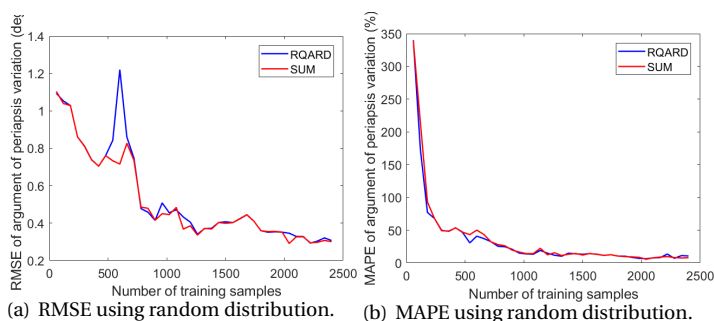 RMSE of argument of periapsis variation (deg
1.4
1.2
1
0.8
0.6
0.4
0.2
0
500
1000
1500
2000
2500
Number of training samples
RQARD
SUM
(a) RMSE using random distribution.
MAPE of argument of periapsis variation (%)
350
300
250
200
150
100
50
0
0
500
1000
1500
2000
2500
Number of training samples
RQARD
SUM
(b) MAPE using random distribution.